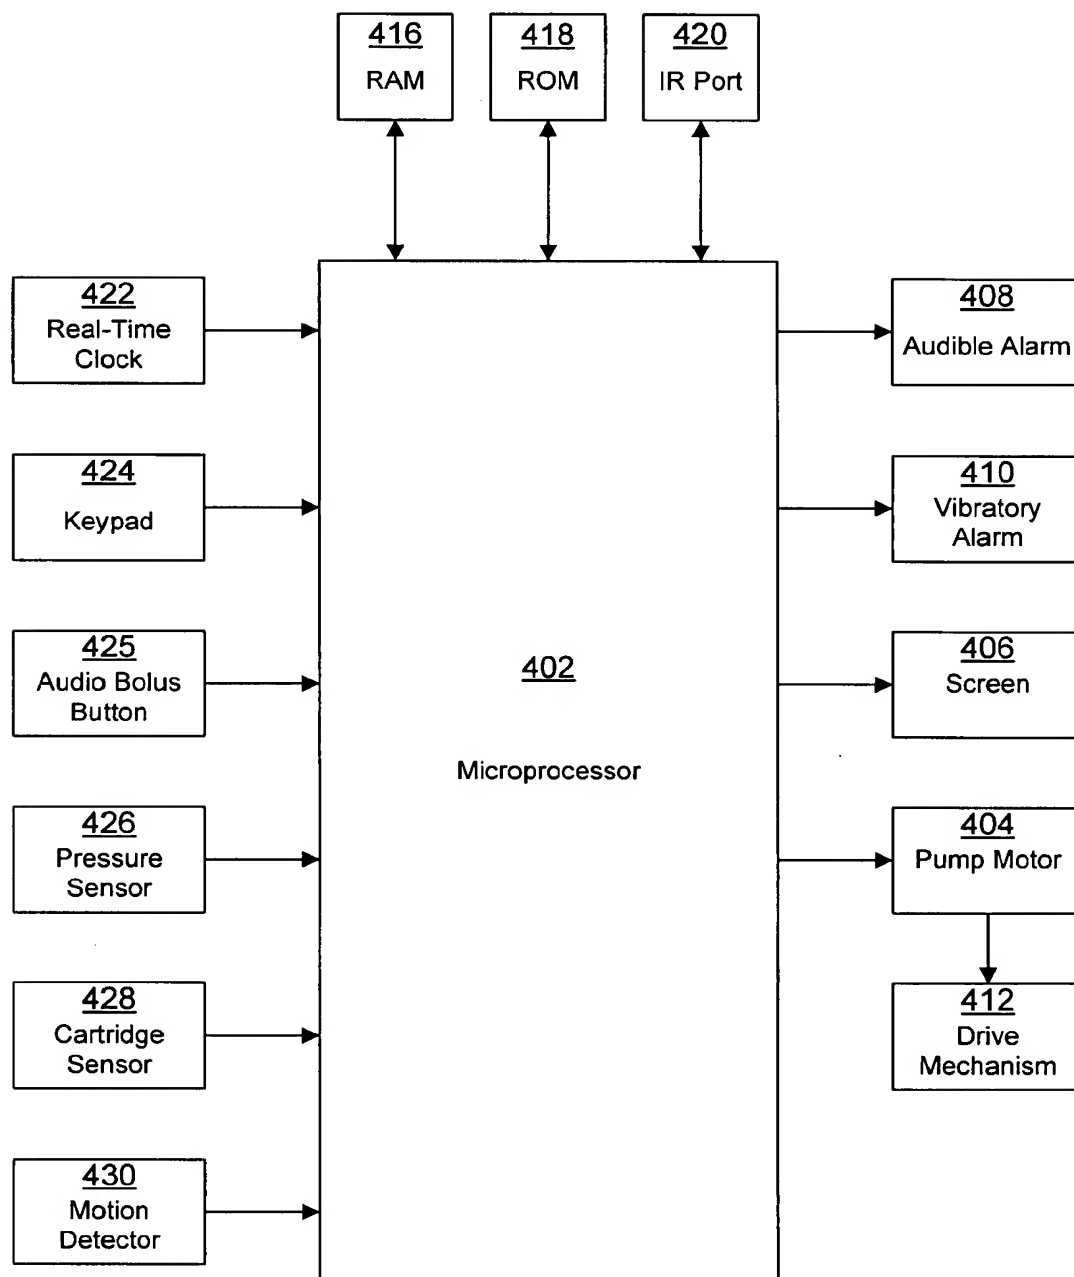 416
RAM
418
ROM
420
IR Port
422
Real-Time
Clock
424
Keypad
425
Audio Bolus
Button
426
Pressure
Sensor
428
Cartridge
Sensor
430
Motion
Detector
402
Microprocessor
408
Audible Alarm
410
Vibratory
Alarm
406
Screen
404
Pump Motor
412
Drive
Mechanism